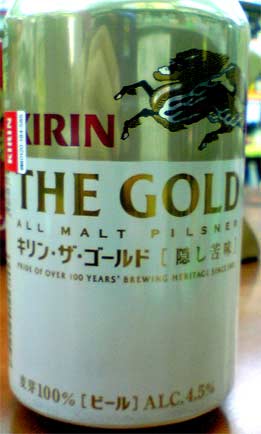 KIRIN
KIRIN
THE GOLD
ALL MALT PILSNER
キリン・ザ・ゴールド [隠し苦味]
PRIDE OF OVER 100 YEARS' BREWING HERITAGE SINCE
麦芽100% [ビール] ALC.4.5%